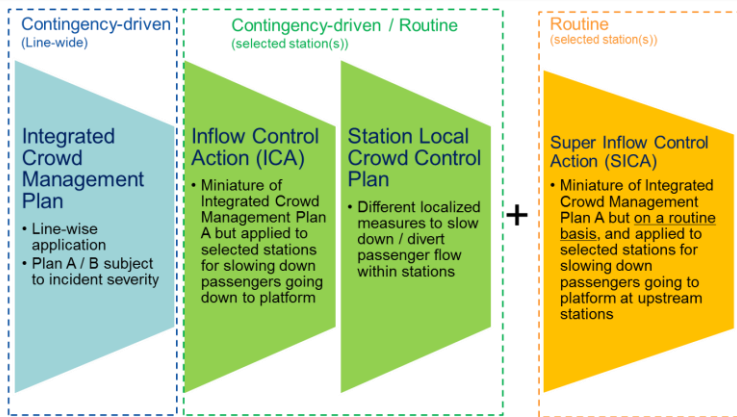 Contingency-driven
(Line-wide)
Contingency-driven / Routine
(selected station(s))
Routine
(selected station(s))
Integrated
Crowd
Management
Plan
• Line-wise
application
• Plan A / B subject
to incident severity
Inflow Control
Action (ICA)
• Miniature of
Integrated Crowd
Management Plan
A but applied to
selected stations
for slowing down
passengers going
down to platform
Station Local
Crowd Control
Plan
• Different localized
measures to slow
down / divert
passenger flow
within stations
+
Super Inflow Control
Action (SICA)
• Miniature of Integrated
Crowd Management
Plan A but on a routine
basis, and applied to
selected stations for
slowing down
passengers going to
platform at upstream
stations